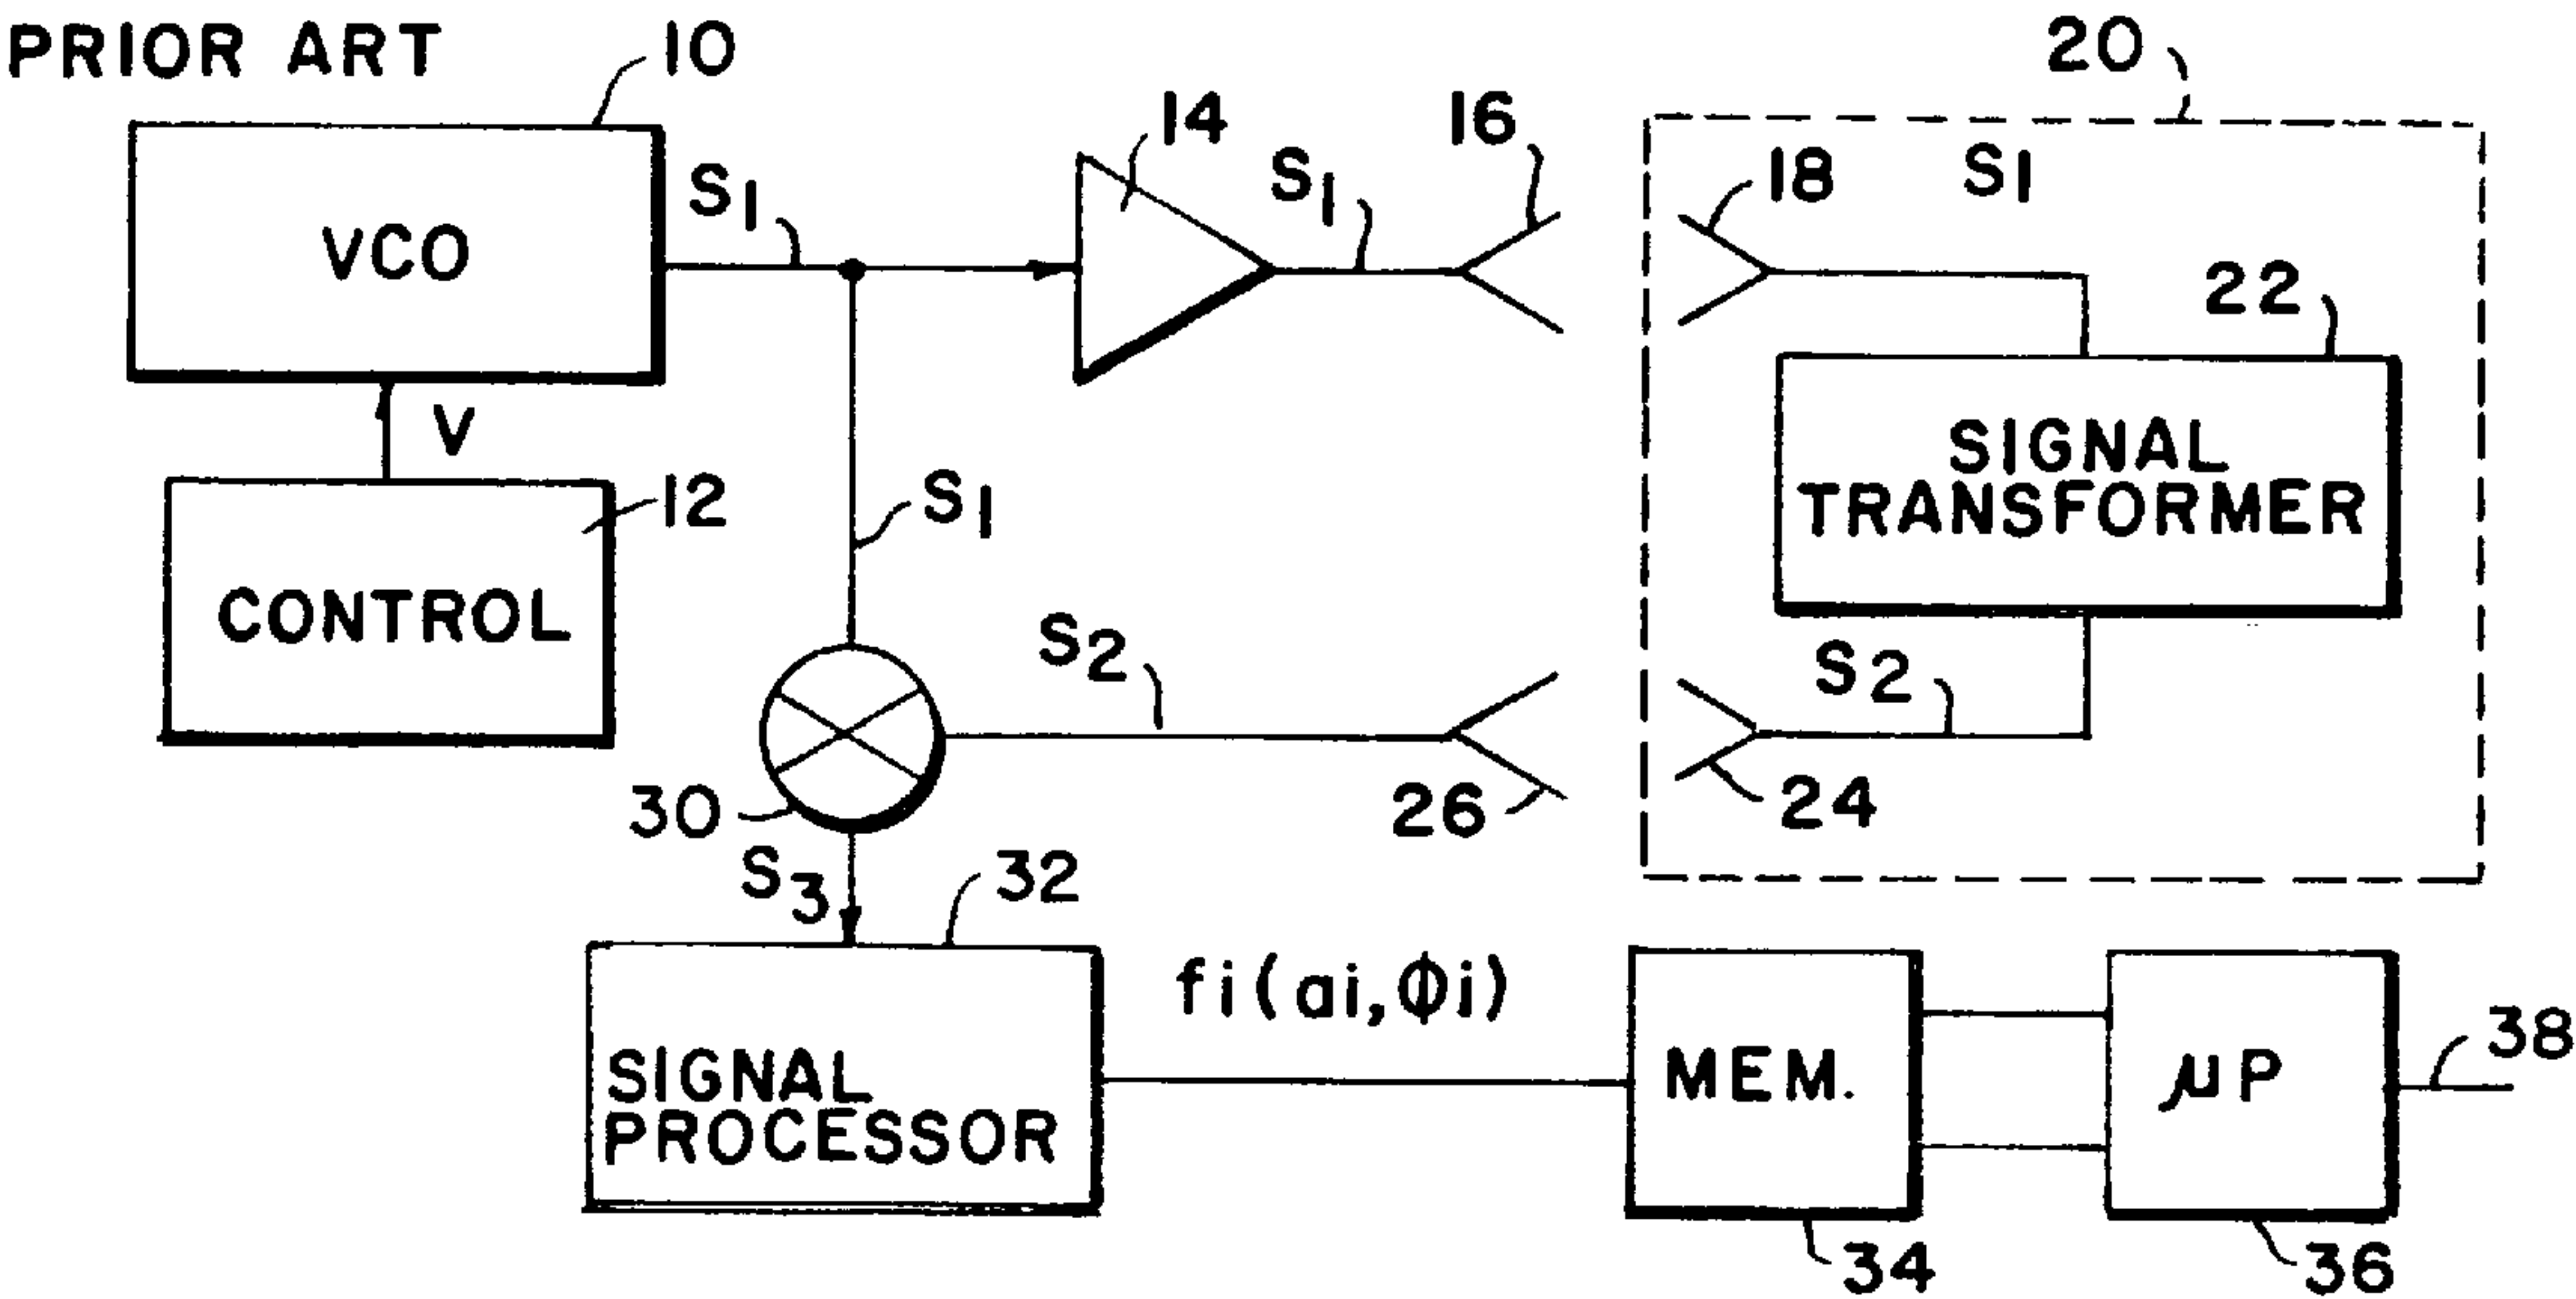 PRIOR ART
10
20
14
16
S1
S1
18
S1
VCO
22
V
SIGNAL
TRANSFORMER
12
S1
CONTROL
S2
S2
30
26
24
S3
32
fi(ai,Φi)
38
SIGNAL
PROCESSOR
MEM.
μP
34
36